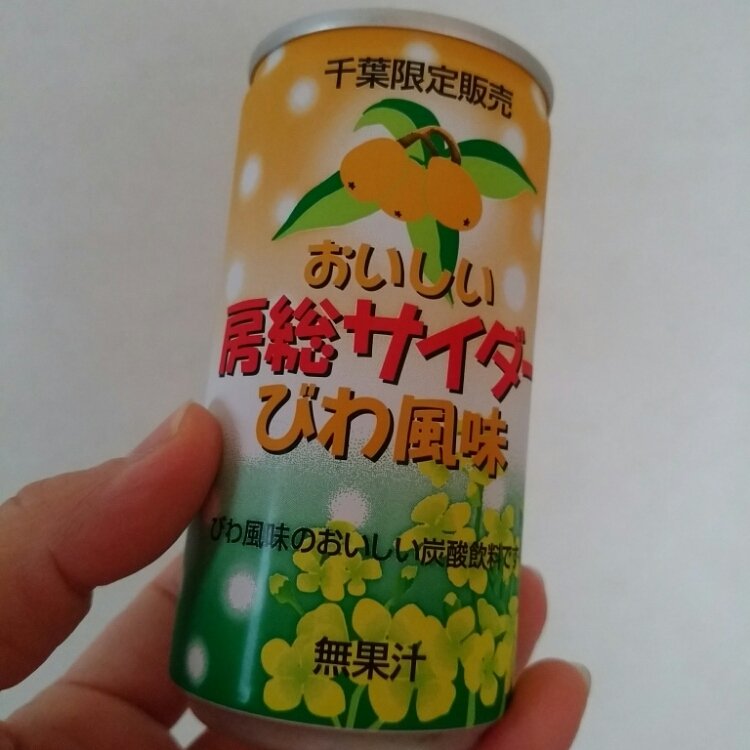 千葉限定販売
おいしい
房総サイダー
びわ風味
びわ風味のおいしい炭酸飲料です
無果汁